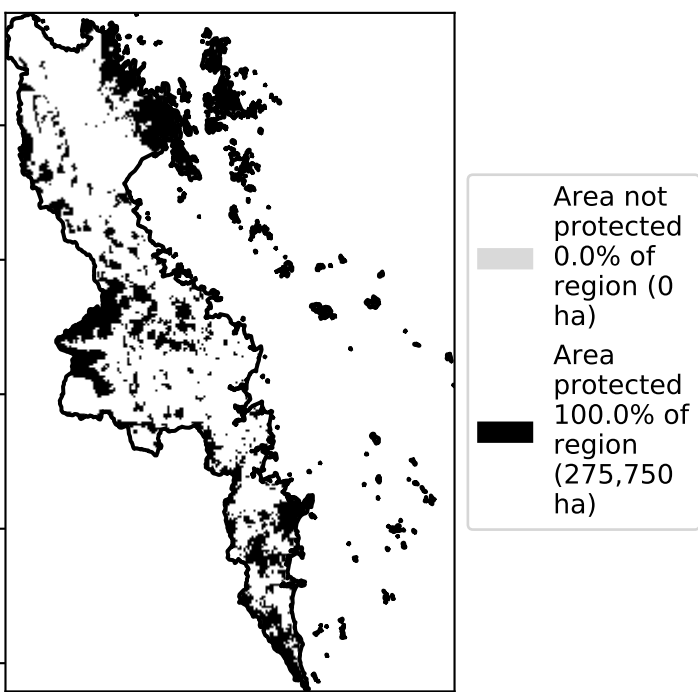 Area not
protected
0.0% of
region (0
ha)
Area
protected
100.0% of
region
(275,750
ha)